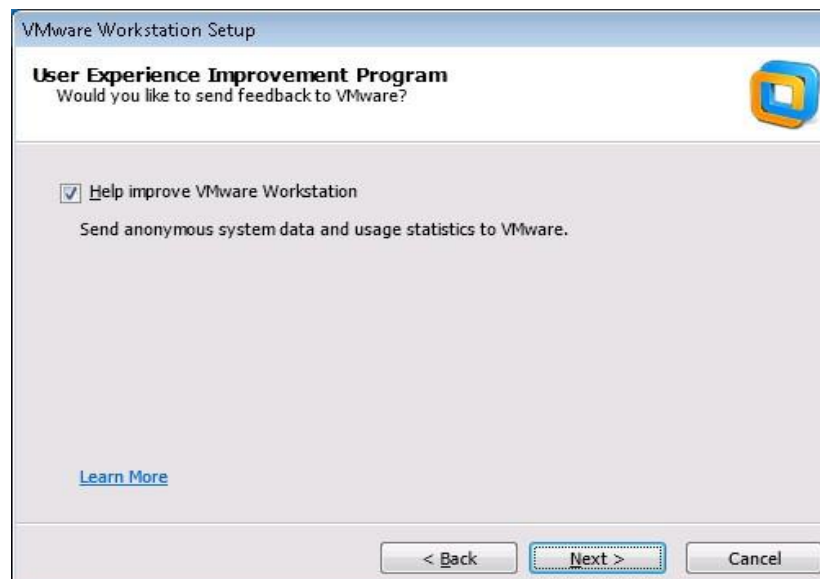 VMware Workstation Setup
User Experience Improvement Program
Would you like to send feedback to VMware?
Help improve VMware Workstation
Send anonymous system data and usage statistics to VMware.
Learn More
< Back Next > Cancel